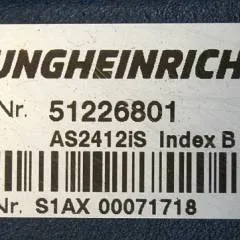 UNGHEINRICH
Nr. 51226801
AS2412iS Index B
Nr. S1AX 00071718